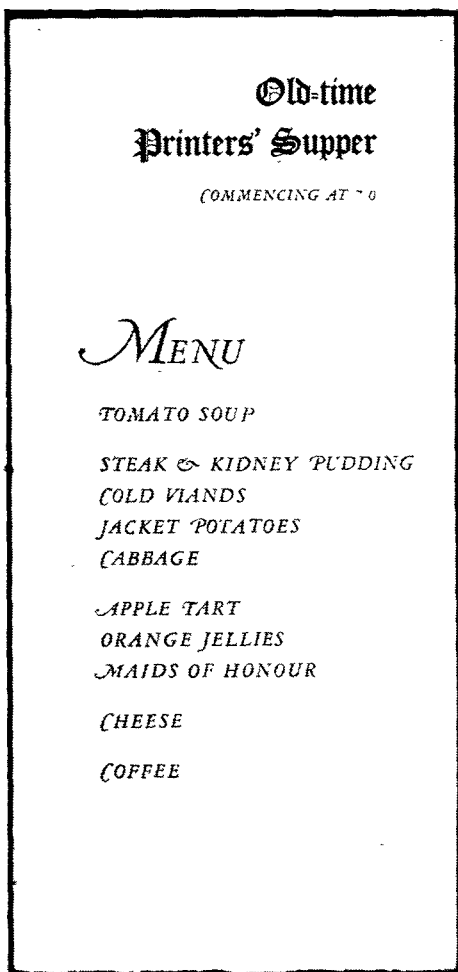 Old-time
Printers' Supper
COMMENCING AT
MENU
TOMATO SOUP
STEAK & KIDNEY PUDDING
COLD VIANDS
JACKET POTATOES
CABBAGE
APPLE TART
ORANGE JELLIES
MAIDS OF HONOUR
CHEESE
COFFEE